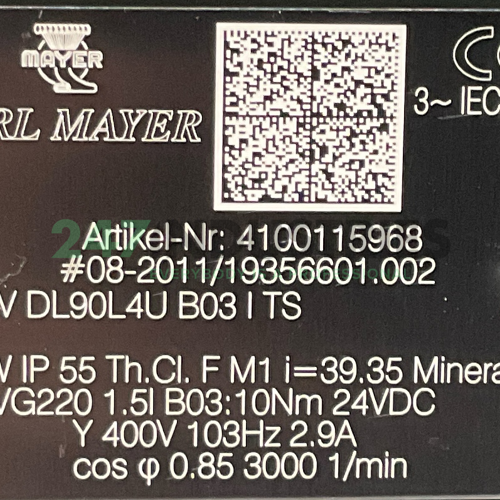 MAYER
RL MAYER
3~ IEC
Artikel-Nr: 4100115968
#08-2011/19356601.002
V DL90L4U B03 I TS
W IP 55 Th.Cl. F M1 i=39.35 Minera
VG220 1.5l B03:10Nm 24VDC
Y 400V 103Hz 2.9A
cos φ 0.85 3000 1/min